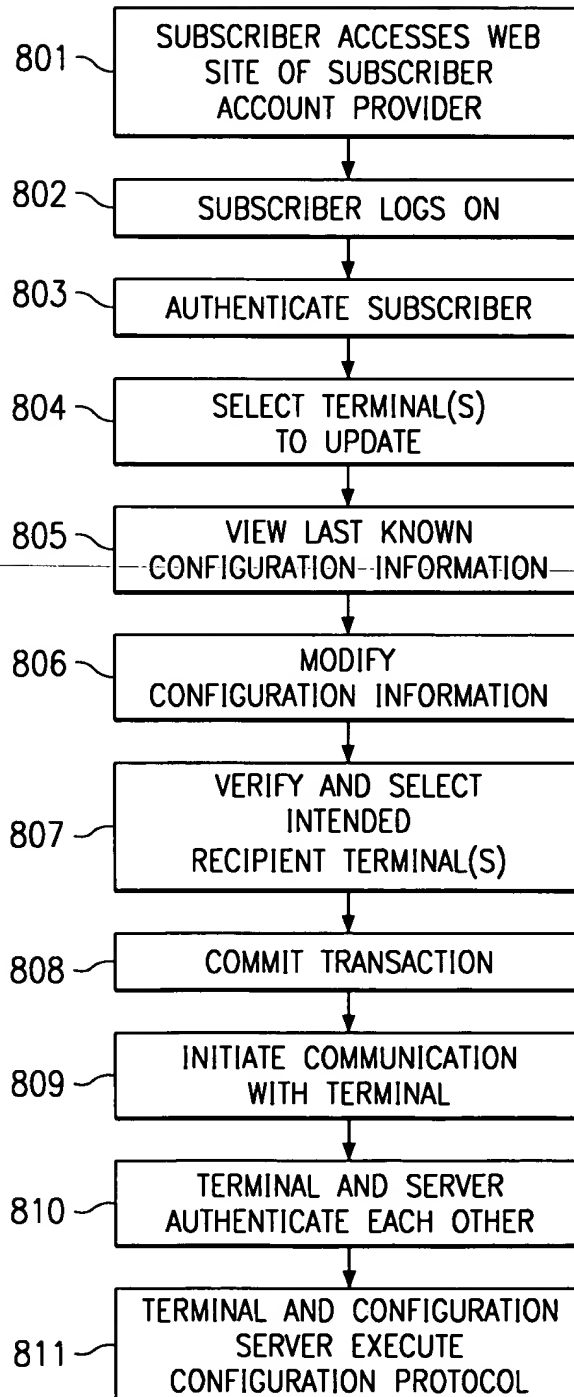 801
SUBSCRIBER ACCESSES WEB
SITE OF SUBSCRIBER
ACCOUNT PROVIDER
802
SUBSCRIBER LOGS ON
803
AUTHENTICATE SUBSCRIBER
804
SELECT TERMINAL(S)
TO UPDATE
805
VIEW LAST KNOWN
CONFIGURATION INFORMATION
806
MODIFY
CONFIGURATION INFORMATION
807
VERIFY AND SELECT
INTENDED
RECIPIENT TERMINAL(S)
808
COMMIT TRANSACTION
809
INITIATE COMMUNICATION
WITH TERMINAL
810
TERMINAL AND SERVER
AUTHENTICATE EACH OTHER
811
TERMINAL AND CONFIGURATION
SERVER EXECUTE
CONFIGURATION PROTOCOL